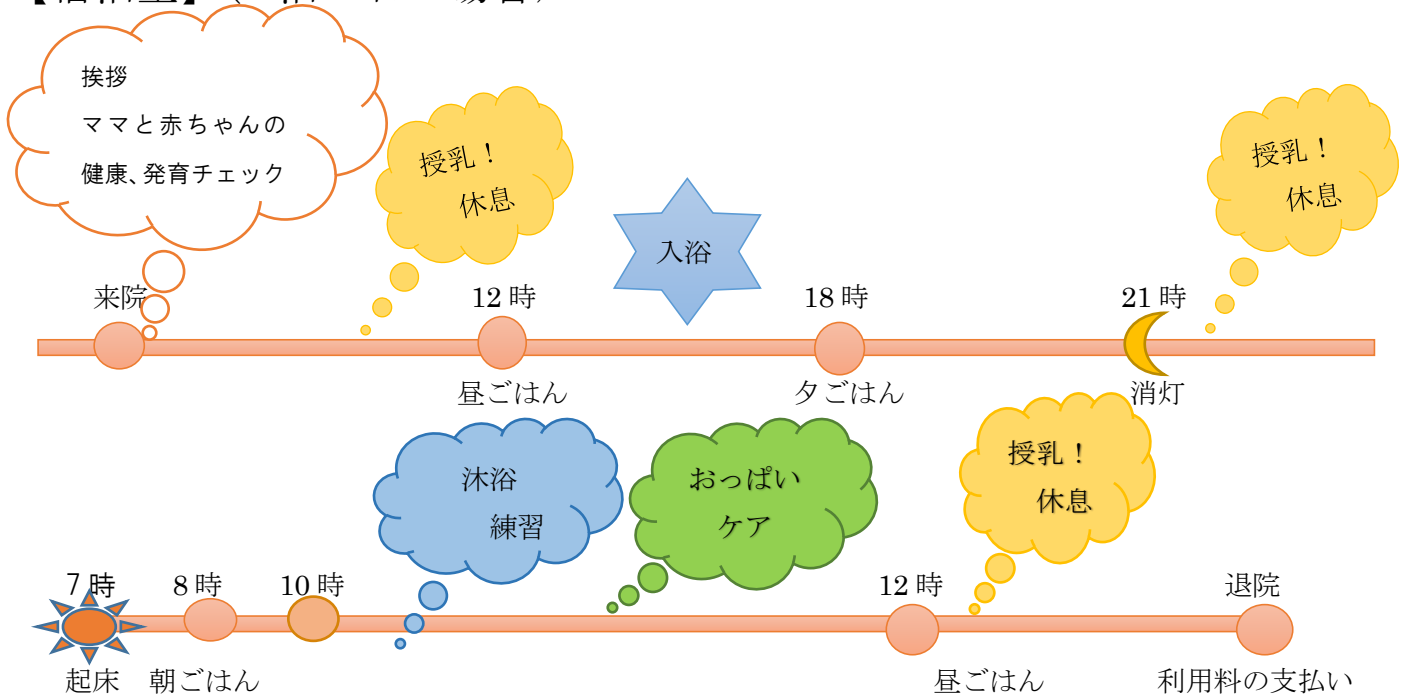 挨拶
ママと赤ちゃんの
健康、発育チェック
授乳！
休息
入浴
授乳！
休息
来院
12時
18時
21時
昼ごはん
夕ごはん
消灯
沐浴
練習
おっぱい
ケア
授乳！
休息
7時
8時
10時
12時
退院
起床
朝ごはん
昼ごはん
利用料の支払い